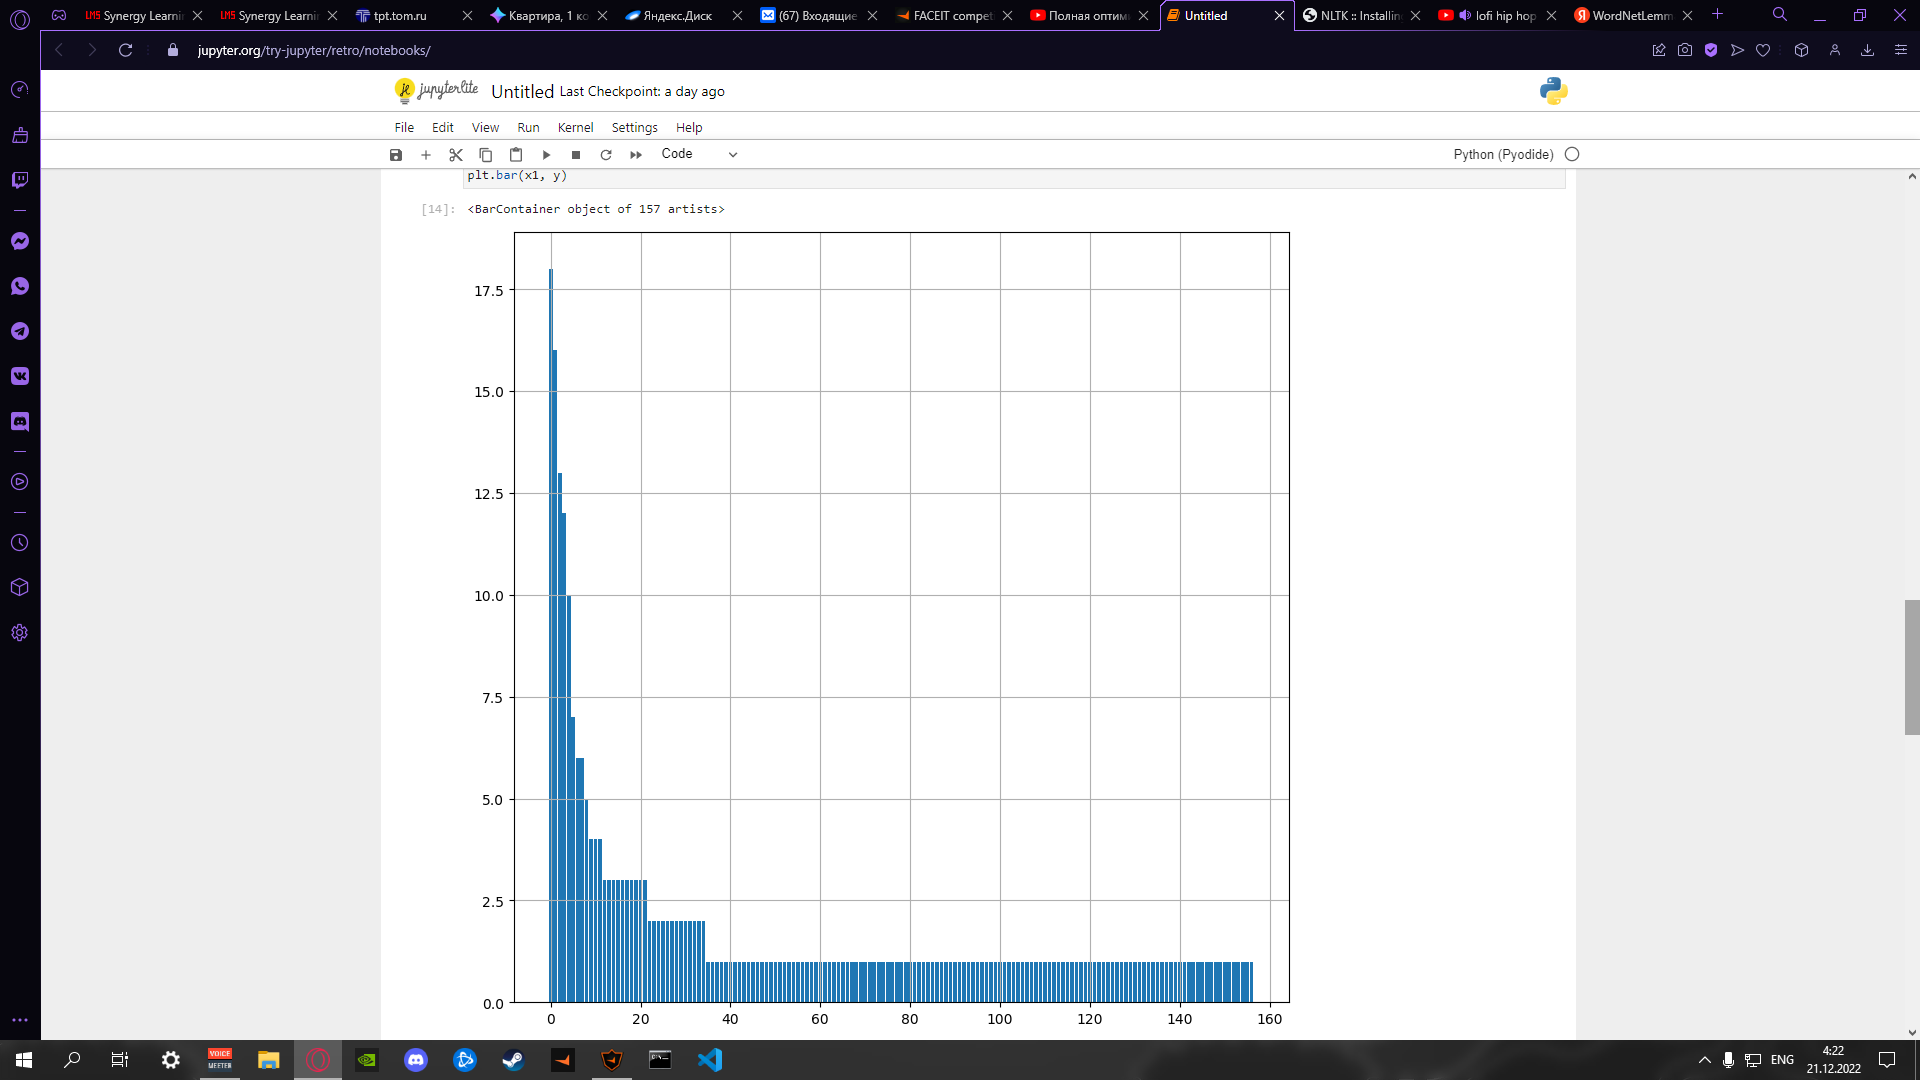 LMS Synergy Learnin
LMS Synergy Learnin
tpt.tom.ru
Квартира, 1 ко
Яндекс.Диск
(67) Входящие
FACEIT compet
Полная оптим
Untitled
NLTK :: Installing
lofi hip hop
Я WordNetLemm
jupyter.org/try-jupyter/retro/notebooks/
jupyterlite Untitled Last Checkpoint: a day ago
File Edit View Run Kernel Settings Help
Code Python (Pyodide)
plt.bar(x1, y)
[14]: <BarContainer object of 157 artists>
17.5
15.0
12.5
10.0
7.5
5.0
2.5
0.0
0 20 40 60 80 100 120 140 160
VOICE
MEETER
ENG
4:22
21.12.2022